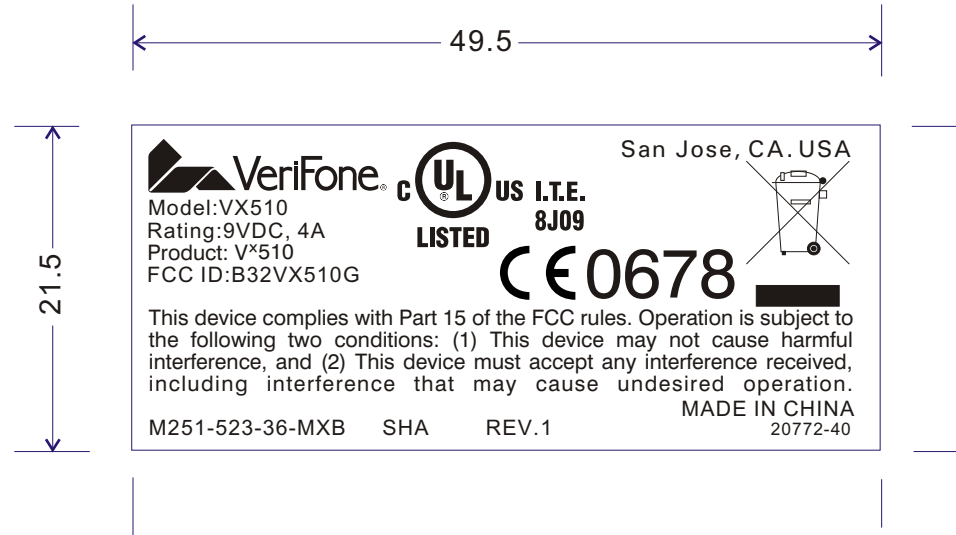 49.5
21.5
VeriFone®
San Jose, CA. USA
C UL® US I.T.E.
8J09
LISTED
Model:VX510
Rating:9VDC, 4A
Product: Vˣ510
FCC ID:B32VX510G
CE0678
This device complies with Part 15 of the FCC rules. Operation is subject to
the following two conditions: (1) This device may not cause harmful
interference, and (2) This device must accept any interference received,
including interference that may cause undesired operation.
MADE IN CHINA
M251-523-36-MXB SHA REV.1 20772-40